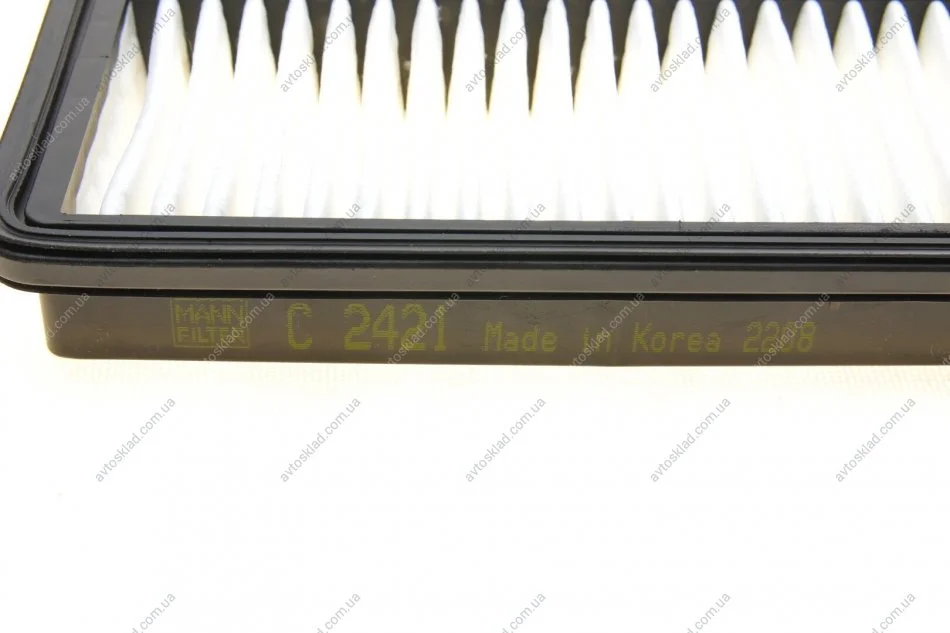 MANN
FILTER
C 2421 Made in Korea 2208
avtosklad.com.ua